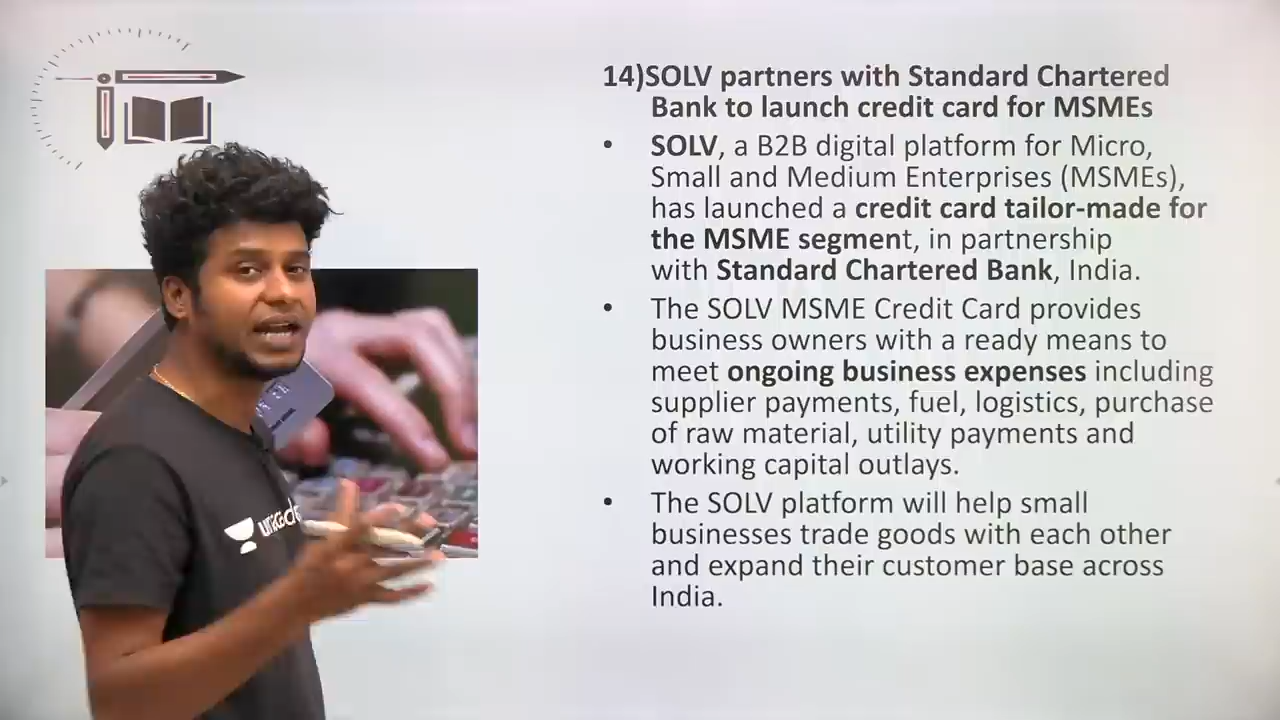 14)SOLV partners with Standard Chartered
Bank to launch credit card for MSMEs
• SOLV, a B2B digital platform for Micro,
Small and Medium Enterprises (MSMEs),
has launched a credit card tailor-made for
the MSME segment, in partnership
with Standard Chartered Bank, India.
• The SOLV MSME Credit Card provides
business owners with a ready means to
meet ongoing business expenses including
supplier payments, fuel, logistics, purchase
of raw material, utility payments and
working capital outlays.
• The SOLV platform will help small
businesses trade goods with each other
and expand their customer base across
India.